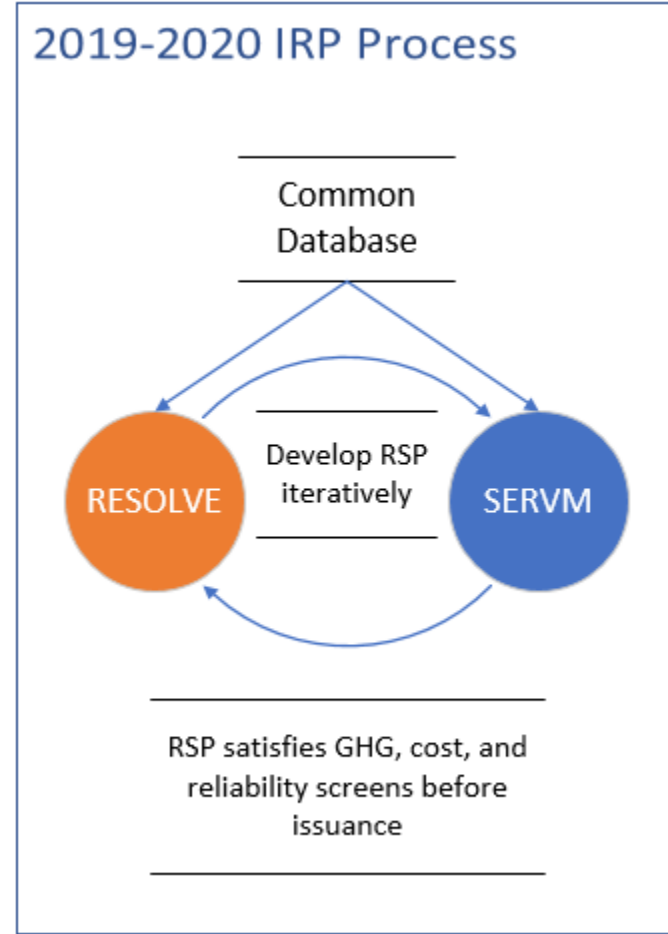 2019-2020 IRP Process
Common
Database
Develop RSP
iteratively
RESOLVE
SERVM
RSP satisfies GHG, cost, and
reliability screens before
issuance